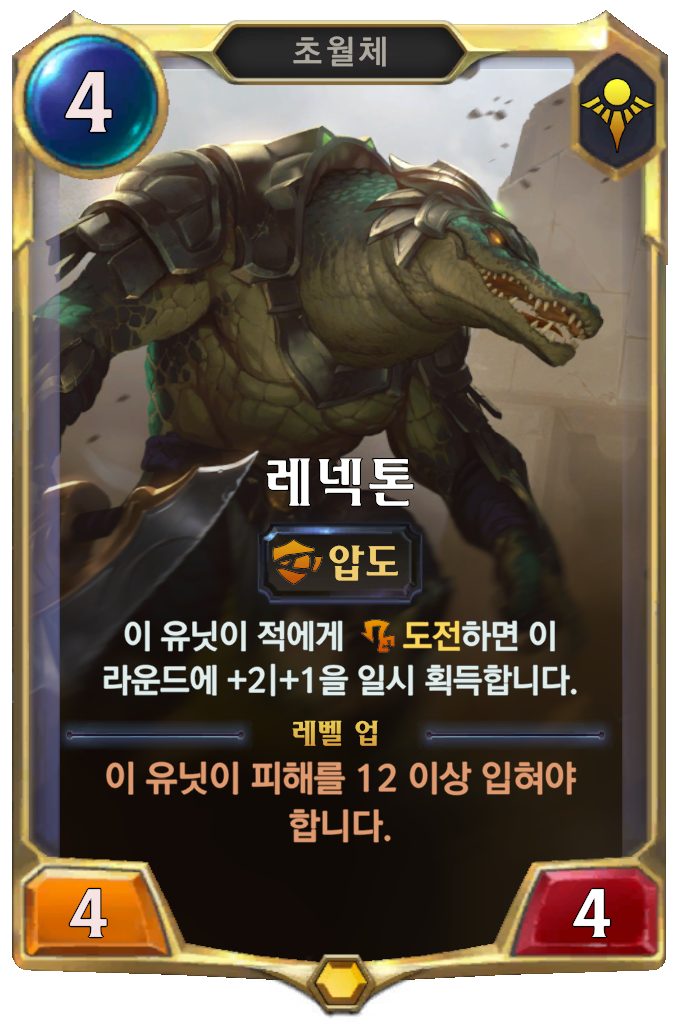 초월체
4
레넥톤
압도
이 유닛이 적에게 도전하면 이
라운드에 +2|+1을 일시 획득합니다.
레벨 업
이 유닛이 피해를 12 이상 입혀야
합니다.
4
4